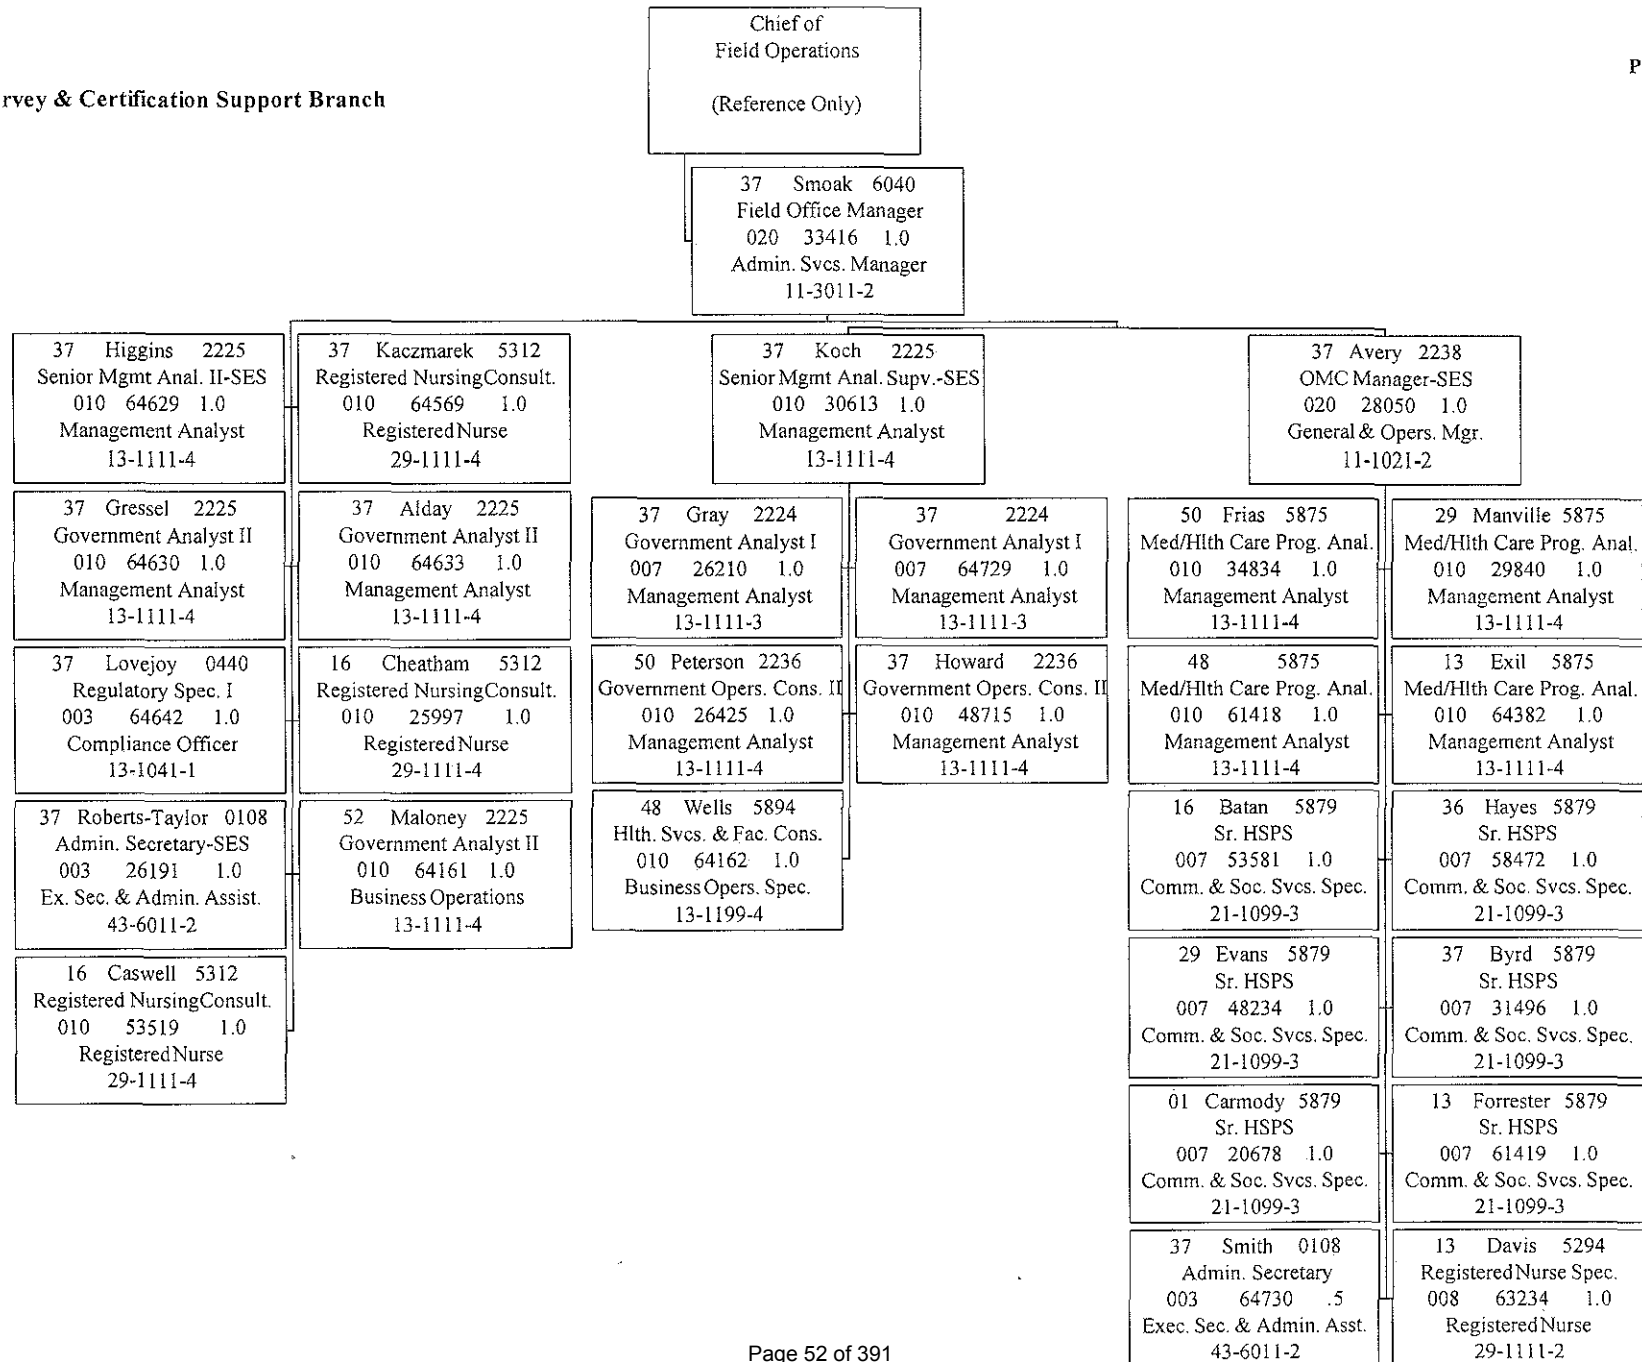 Chief of
Field Operations
(Reference Only)
P
rvey & Certification Support Branch
37 Smoak 6040
Field Office Manager
020 33416 1.0
Admin. Svcs. Manager
11-3011-2
37 Higgins 2225
Senior Mgmt Anal. II-SES
010 64629 1.0
Management Analyst
13-1111-4
37 Kaczmarek 5312
Registered NursingConsult.
010 64569 1.0
Registered Nurse
29-1111-4
37 Koch 2225
Senior Mgmt Anal. Supv.-SES
010 30613 1.0
Management Analyst
13-1111-4
37 Avery 2238
OMC Manager-SES
020 28050 1.0
General & Opers. Mgr.
11-1021-2
37 Gressel 2225
Government Analyst II
010 64630 1.0
Management Analyst
13-1111-4
37 Alday 2225
Government Analyst II
010 64633 1.0
Management Analyst
13-1111-4
37 Gray 2224
Government Analyst I
007 26210 1.0
Management Analyst
13-1111-3
37 2224
Government Analyst I
007 64729 1.0
Management Analyst
13-1111-3
50 Frias 5875
Med/Hlth Care Prog. Anal.
010 34834 1.0
Management Analyst
13-1111-4
29 Manville 5875
Med/Hlth Care Prog. Anal.
010 29840 1.0
Management Analyst
13-1111-4
37 Lovejoy 0440
Regulatory Spec. I
003 64642 1.0
Compliance Officer
13-1041-1
16 Cheatham 5312
Registered NursingConsult.
010 25997 1.0
Registered Nurse
29-1111-4
50 Peterson 2236
Government Opers. Cons. II
010 26425 1.0
Management Analyst
13-1111-4
37 Howard 2236
Government Opers. Cons. II
010 48715 1.0
Management Analyst
13-1111-4
48 5875
Med/Hlth Care Prog. Anal.
010 61418 1.0
Management Analyst
13-1111-4
13 Exil 5875
Med/Hlth Care Prog. Anal.
010 64382 1.0
Management Analyst
13-1111-4
37 Roberts-Taylor 0108
Admin. Secretary-SES
003 26191 1.0
Ex. Sec. & Admin. Assist.
43-6011-2
52 Maloney 2225
Government Analyst II
010 64161 1.0
Business Operations
13-1111-4
48 Wells 5894
Hlth. Svcs. & Fac. Cons.
010 64162 1.0
Business Opers. Spec.
13-1199-4
16 Batan 5879
Sr. HSPS
007 53581 1.0
Comm. & Soc. Svcs. Spec.
21-1099-3
36 Hayes 5879
Sr. HSPS
007 58472 1.0
Comm. & Soc. Svcs. Spec.
21-1099-3
16 Caswell 5312
Registered NursingConsult.
010 53519 1.0
Registered Nurse
29-1111-4
29 Evans 5879
Sr. HSPS
007 48234 1.0
Comm. & Soc. Svcs. Spec.
21-1099-3
37 Byrd 5879
Sr. HSPS
007 31496 1.0
Comm. & Soc. Svcs. Spec.
21-1099-3
01 Carmody 5879
Sr. HSPS
007 20678 1.0
Comm. & Soc. Svcs. Spec.
21-1099-3
13 Forrester 5879
Sr. HSPS
007 61419 1.0
Comm. & Soc. Svcs. Spec.
21-1099-3
37 Smith 0108
Admin. Secretary
003 64730 .5
Exec. Sec. & Admin. Asst.
43-6011-2
13 Davis 5294
Registered Nurse Spec.
008 63234 1.0
Registered Nurse
29-1111-2
Page 52 of 391